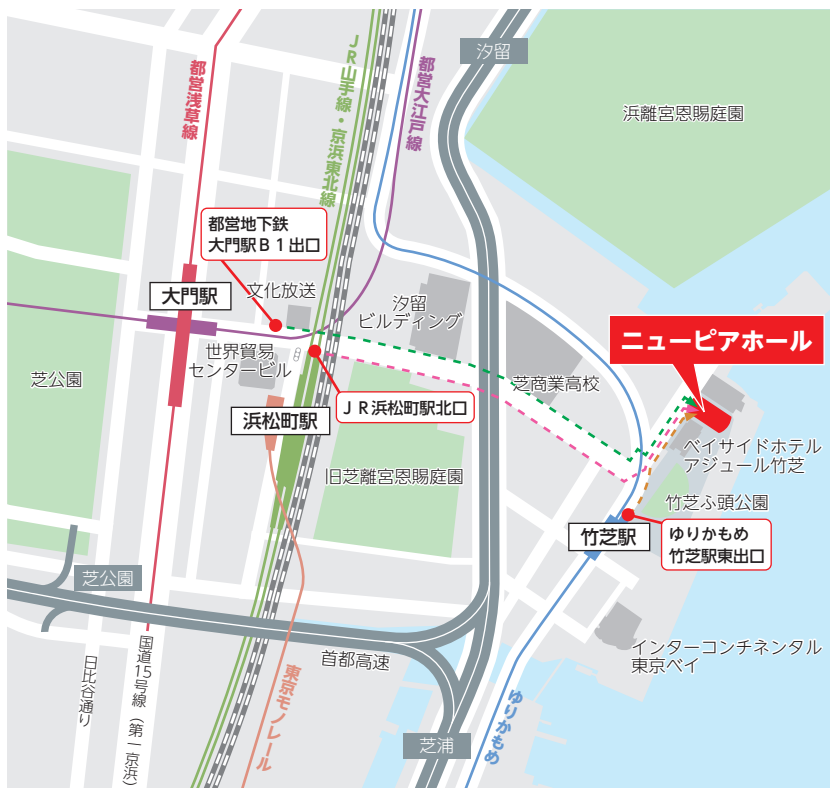 汐留
浜離宮恩賜庭園
都営浅草線
JR山手線・京浜東北線
都営大江戸線
都営地下鉄
大門駅B1出口
大門駅
文化放送
汐留
ビルディング
世界貿易
センタービル
芝公園
浜松町駅
JR浜松町駅北口
芝商業高校
ニューピアホール
ベイサイドホテル
アジュール竹芝
旧芝離宮恩賜庭園
竹芝ふ頭公園
竹芝駅
ゆりかもめ
竹芝駅東出口
芝公園
首都高速
インターコンチネンタル
東京ベイ
国道15号線(第一京浜)
日比谷通り
東京モノレール
ゆりかもめ
芝浦